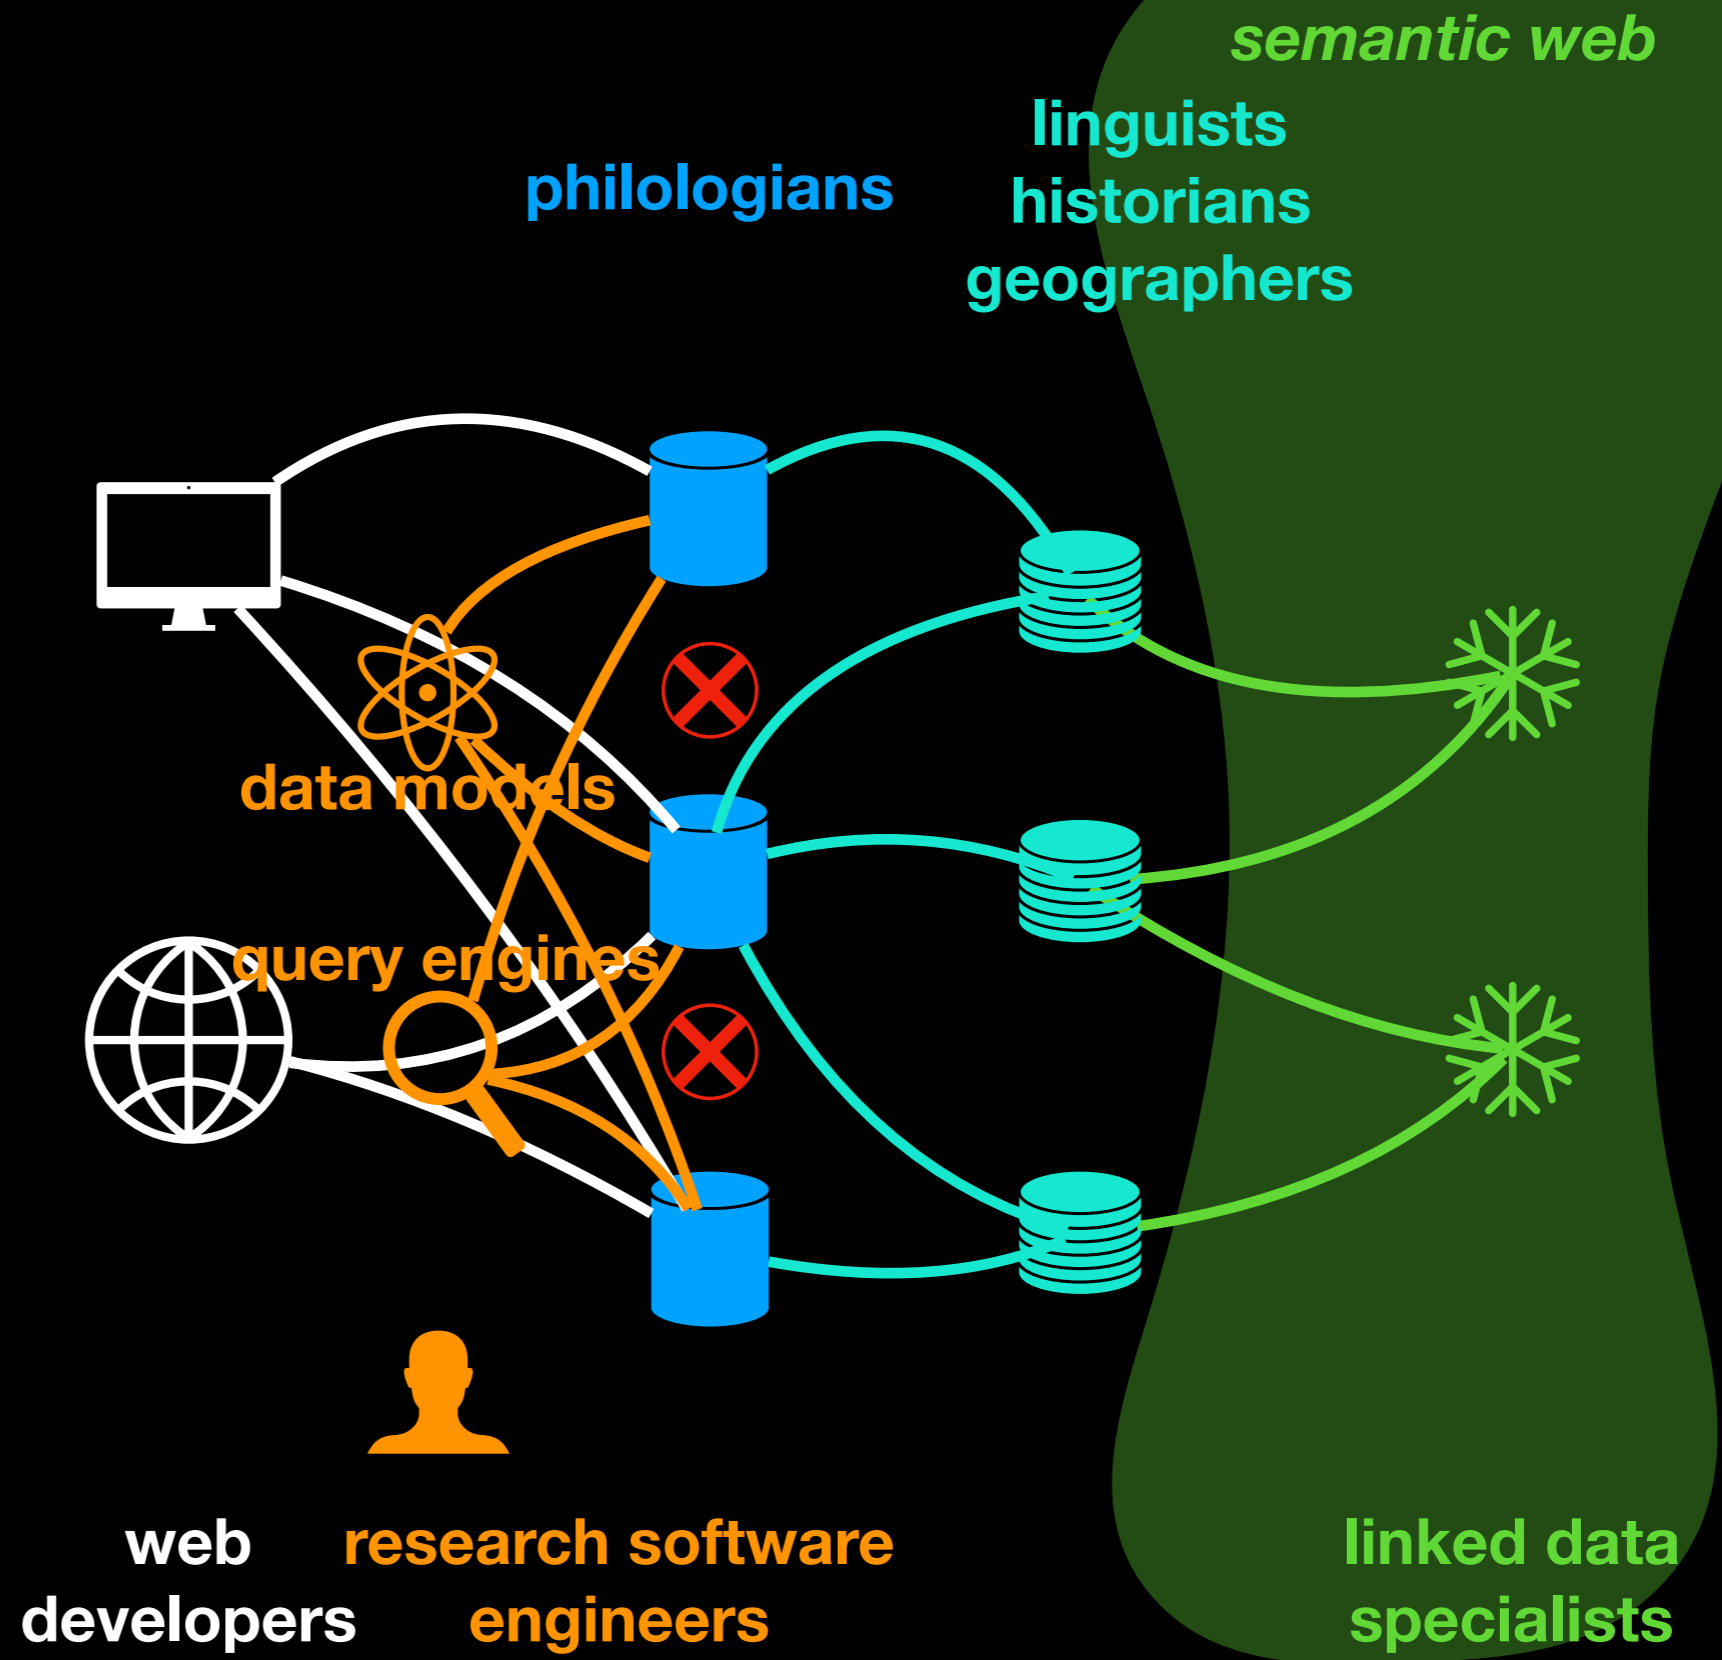 semantic web
philologians
linguists
historians
geographers
data models
query engines
web
developers
research software
engineers
linked data
specialists